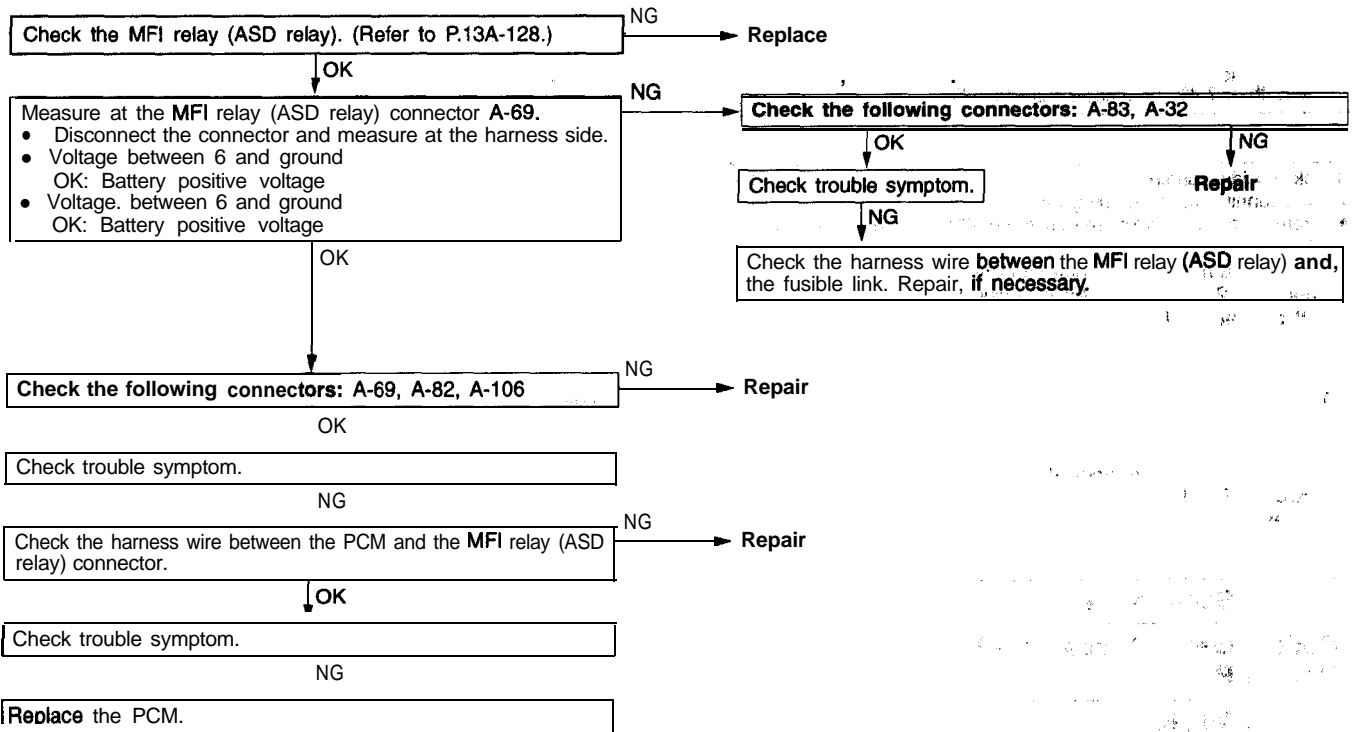 NG
Check the MFI relay (ASD relay). (Refer to P.13A-128.)
Replace
OK
Measure at the MFI relay (ASD relay) connector A-69.
● Disconnect the connector and measure at the harness side.
● Voltage between 6 and ground
OK: Battery positive voltage
● Voltage. between 6 and ground
OK: Battery positive voltage
NG
Check the following connectors: A-83, A-32
OK
NG
Check trouble symptom.
Repair
NG
Check the harness wire between the MFI relay (ASD relay) and,
the fusible link. Repair, if necessary.
OK
Check the following connectors: A-69, A-82, A-106
NG
Repair
OK
Check trouble symptom.
NG
Check the harness wire between the PCM and the MFI relay (ASD
relay) connector.
NG
Repair
OK
Check trouble symptom.
NG
Replace the PCM.